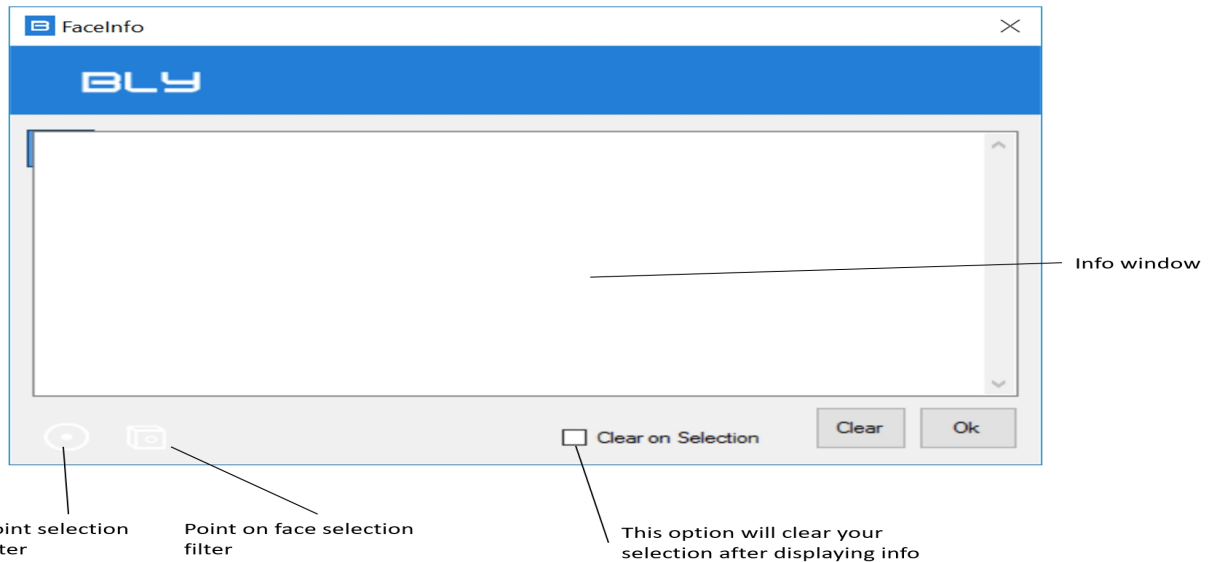 FaceInfo
BLY
Info window
Clear on Selection
Clear
Ok
oint selection
ter
Point on face selection
filter
This option will clear your
selection after displaying info